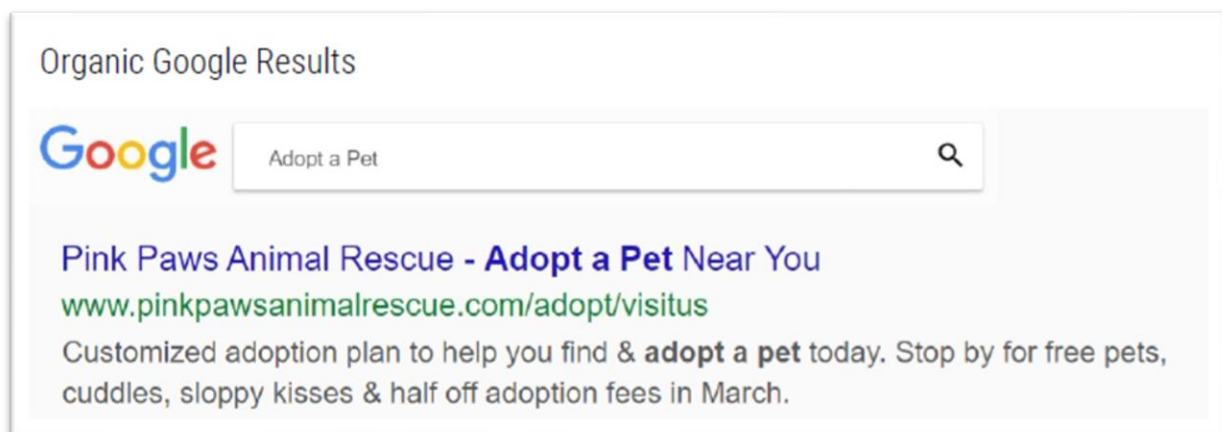 Organic Google Results
Google Adopt a Pet
Pink Paws Animal Rescue - Adopt a Pet Near You
www.pinkpawsanimalrescue.com/adopt/visitus
Customized adoption plan to help you find & adopt a pet today. Stop by for free pets,
cuddles, sloppy kisses & half off adoption fees in March.